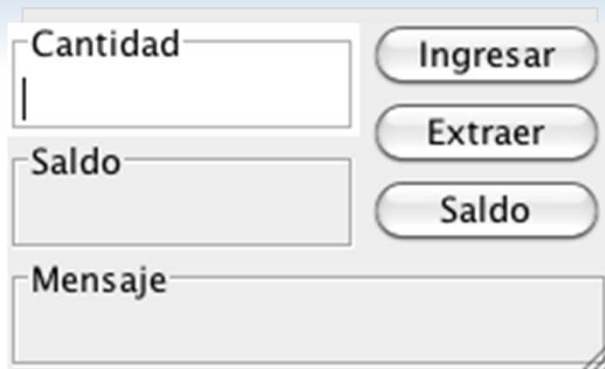 Cantidad
Ingresar
Extraer
Saldo
Saldo
Mensaje